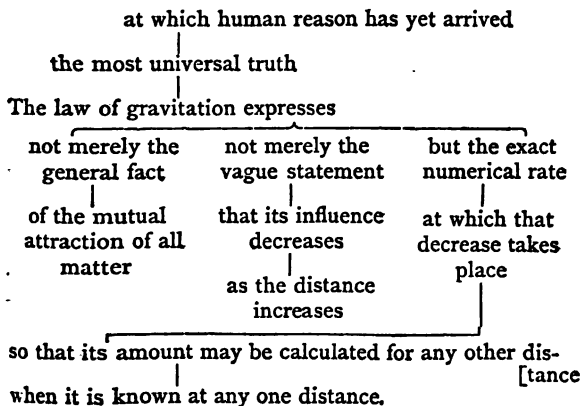 at which human reason has yet arrived
the most universal truth
The law of gravitation expresses
not merely the
general fact
of the mutual
attraction of all
matter
not merely the
vague statement
that its influence
decreases
as the distance
increases
but the exact
numerical rate
at which that
decrease takes
place
so that its amount may be calculated for any other dis-
[tance
when it is known at any one distance.